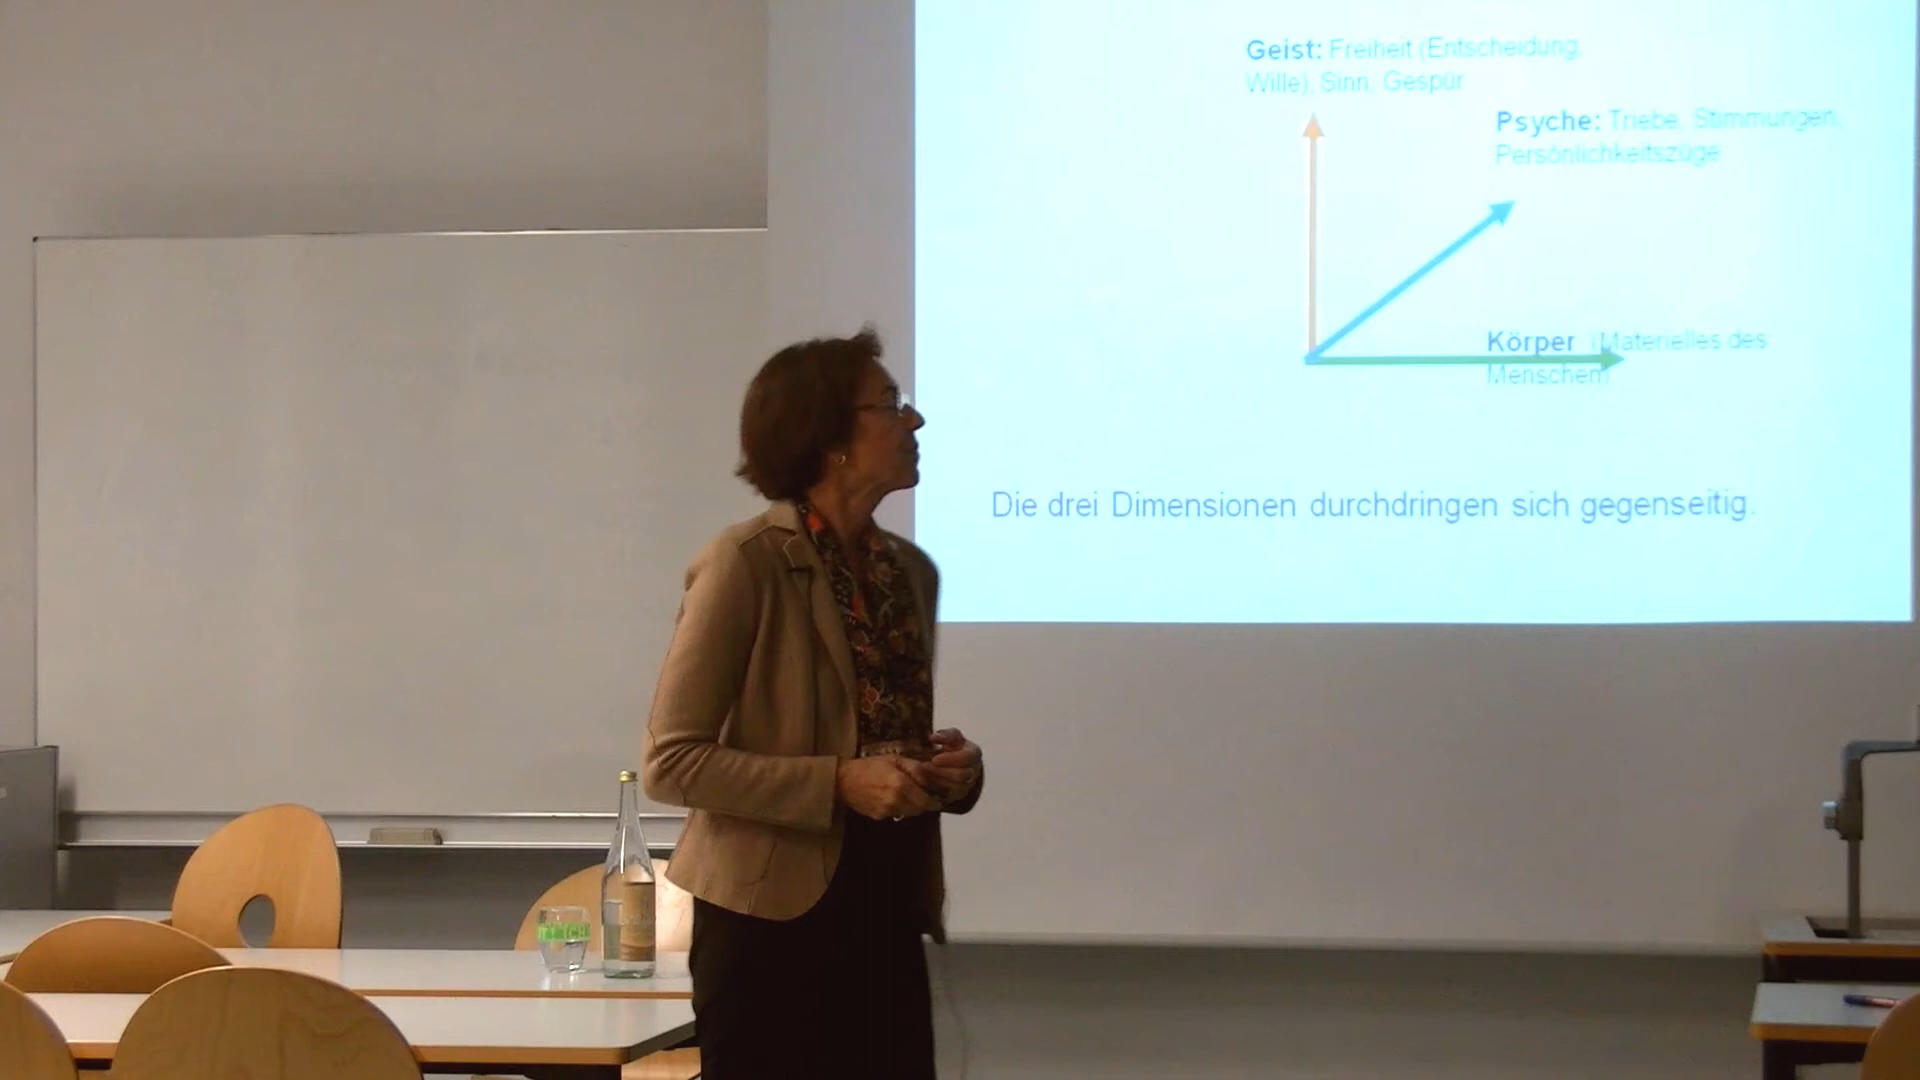 Geist: Freiheit (Entscheidung,
Wille), Sinn, Gespür
Psyche: Triebe, Stimmungen,
Persönlichkeitszüge
Körper (Materielles des
Menschen)
Die drei Dimensionen durchdringen sich gegenseitig.